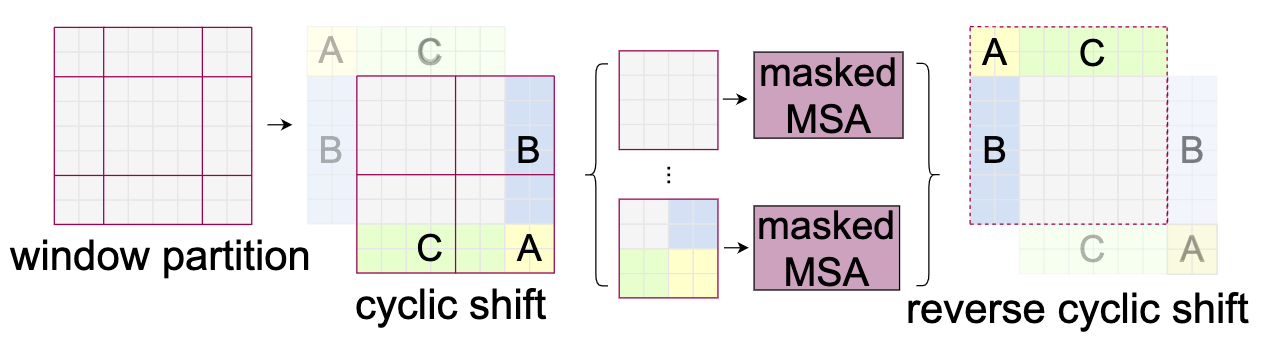 window partition
A
C
B
B
C
A
cyclic shift
masked
MSA
...
masked
MSA
A
C
B
B
C
A
reverse cyclic shift